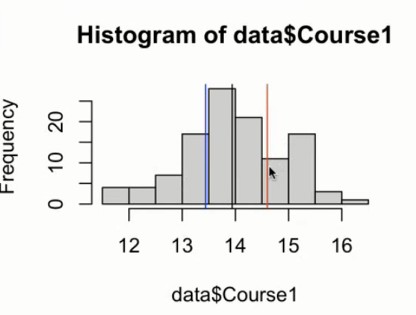 Histogram of data$Course1
Frequency
20
10
0
12 13 14 15 16
data$Course1